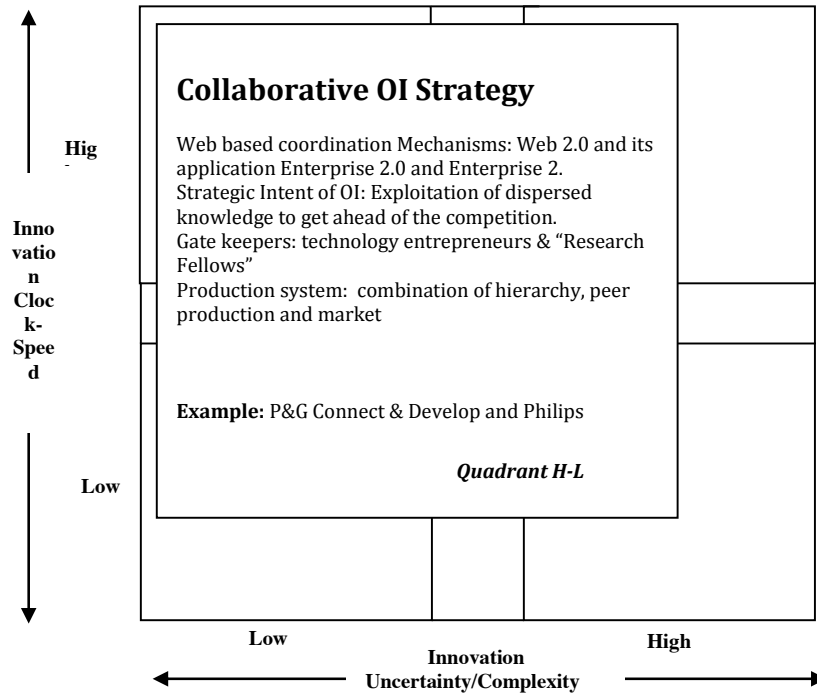 Collaborative OI Strategy
Web based coordination Mechanisms: Web 2.0 and its
application Enterprise 2.0 and Enterprise 2.
Strategic Intent of OI: Exploitation of dispersed
knowledge to get ahead of the competition.
Gate keepers: technology entrepreneurs & “Research
Fellows”
Production system:  combination of hierarchy, peer
production and market
Example: P&G Connect & Develop and Philips
Quadrant H-L
Hig
Inno
vatio
n
Cloc
k-
Spee
d
Low
Low
High
Innovation
Uncertainty/Complexity